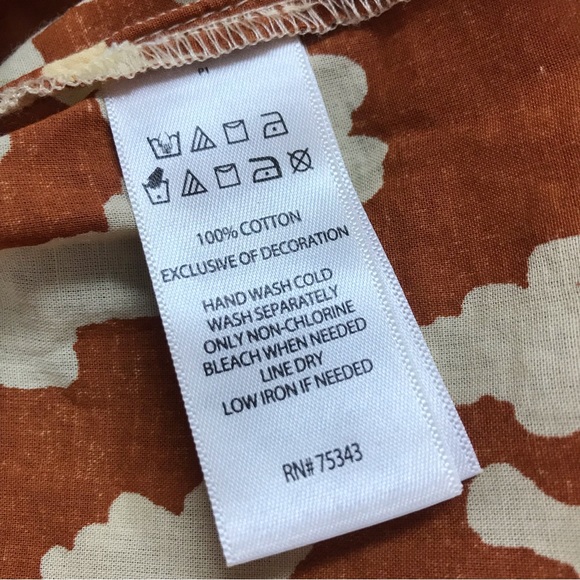 100% COTTON
EXCLUSIVE OF DECORATION
HAND WASH COLD
WASH SEPARATELY
ONLY NON-CHLORINE
BLEACH WHEN NEEDED
LINE DRY
LOW IRON IF NEEDED
RN# 75343